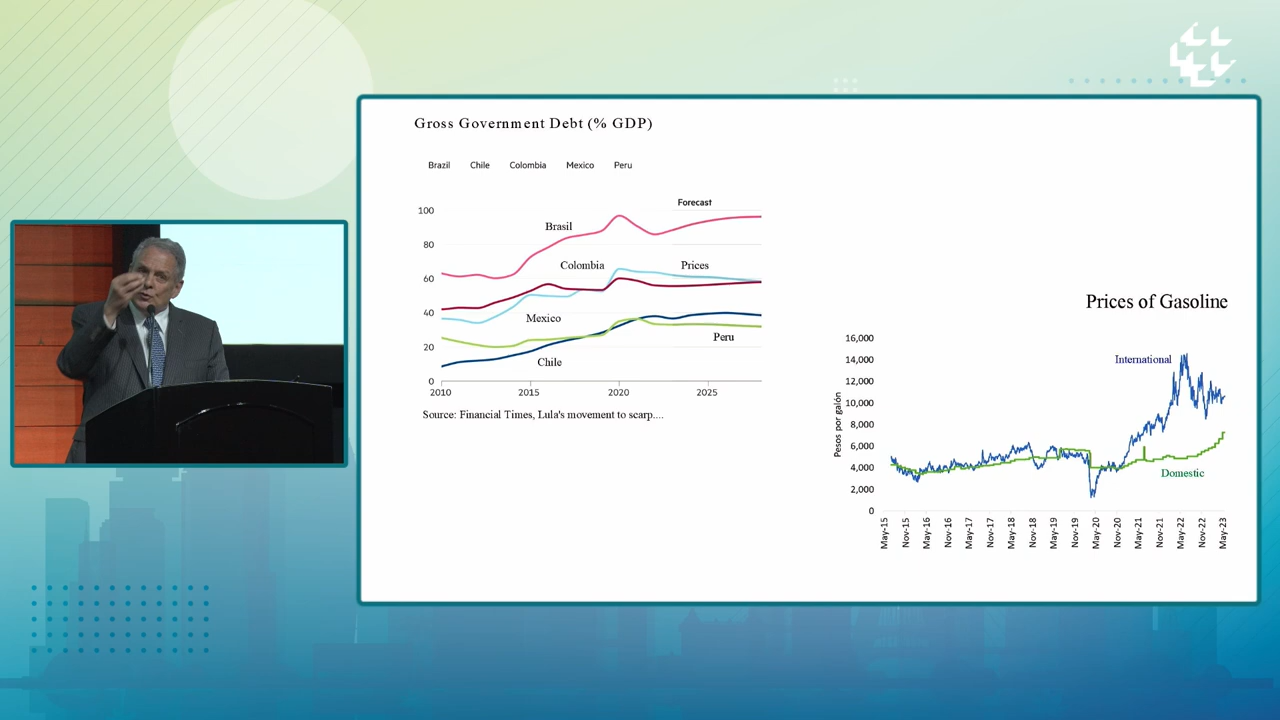 Gross Government Debt (% GDP)
Brazil Chile Colombia Mexico Peru
Forecast
100
80
60
40
20
0
Brasil
Colombia
Prices
Mexico
Peru
Chile
2010 2015 2020 2025
Source: Financial Times, Lula's movement to scarp....
Prices of Gasoline
Pesos por galón
16,000
14,000
12,000
10,000
8,000
6,000
4,000
2,000
0
International
Domestic
May-15
Nov-15
May-16
Nov-16
May-17
Nov-17
May-18
Nov-18
May-19
Nov-19
May-20
Nov-20
May-21
Nov-21
May-22
Nov-22
May-23